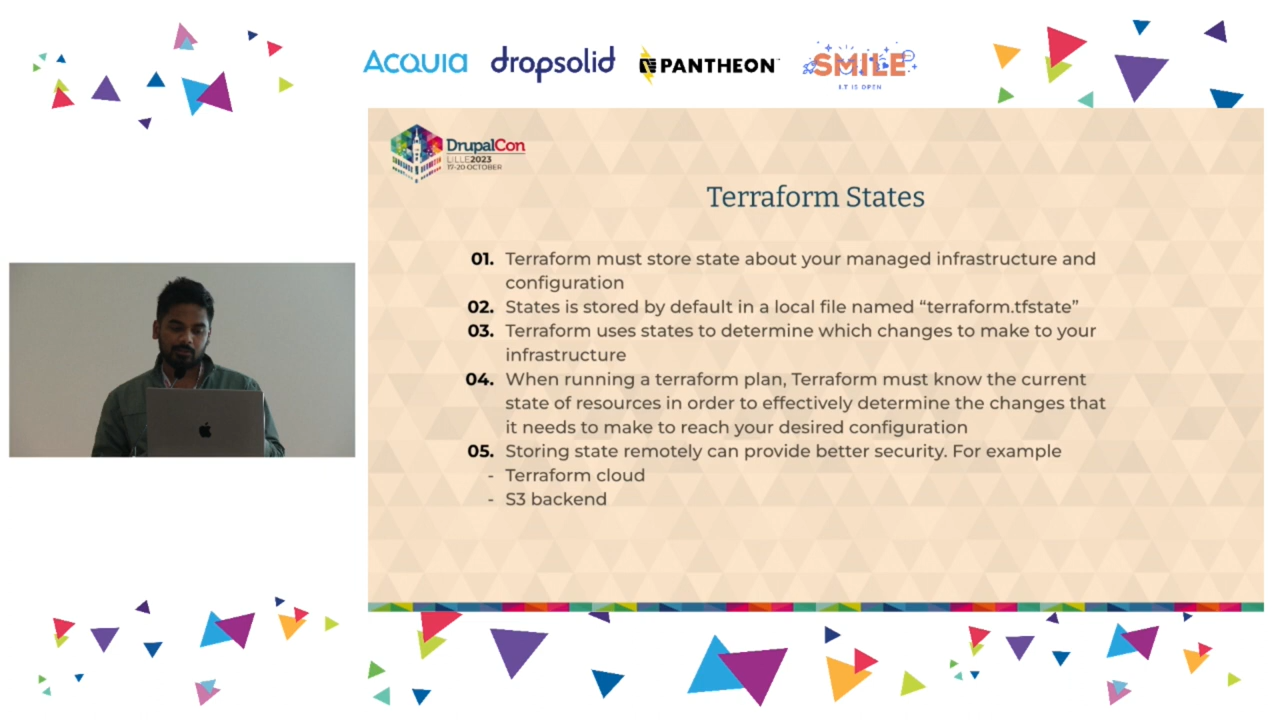 ACQUIA dropsolid PANTHEON SMILE
I.T IS OPEN
DrupalCon
LILLE2023
17-20-OCTOBER
Terraform States
01. Terraform must store state about your managed infrastructure and
configuration
02. States is stored by default in a local file named “terraform.tfstate”
03. Terraform uses states to determine which changes to make to your
infrastructure
04. When running a terraform plan, Terraform must know the current
state of resources in order to effectively determine the changes that
it needs to make to reach your desired configuration
05. Storing state remotely can provide better security. For example
- Terraform cloud
- S3 backend